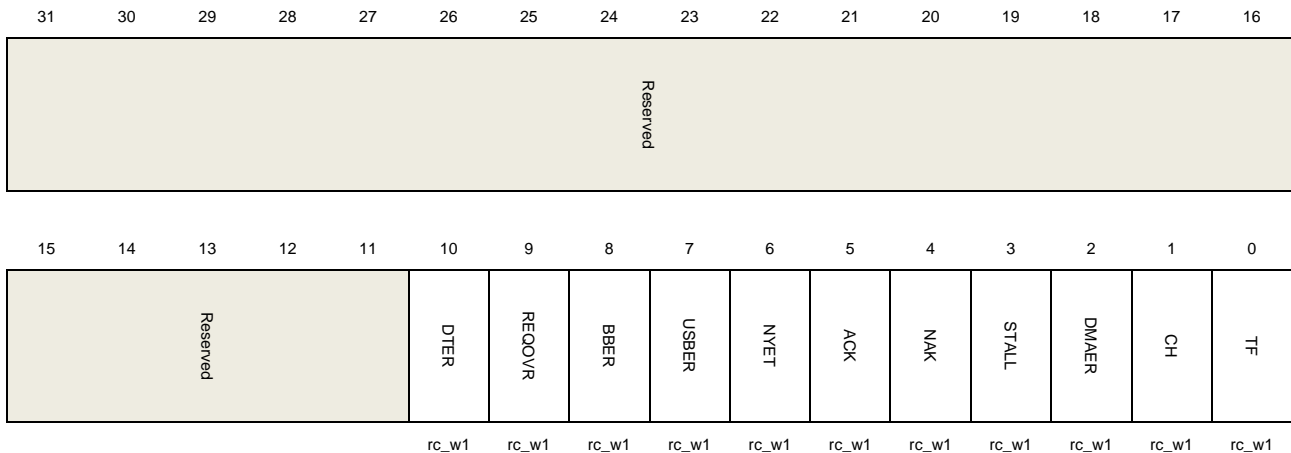 31 30 29 28 27 26 25 24 23 22 21 20 19 18 17 16
Reserved
15 14 13 12 11 10 9 8 7 6 5 4 3 2 1 0
Reserved DTER REQOVR BBER USBER NYET ACK NAK STALL DMAER CH TF
rc_w1 rc_w1 rc_w1 rc_w1 rc_w1 rc_w1 rc_w1 rc_w1 rc_w1 rc_w1 rc_w1